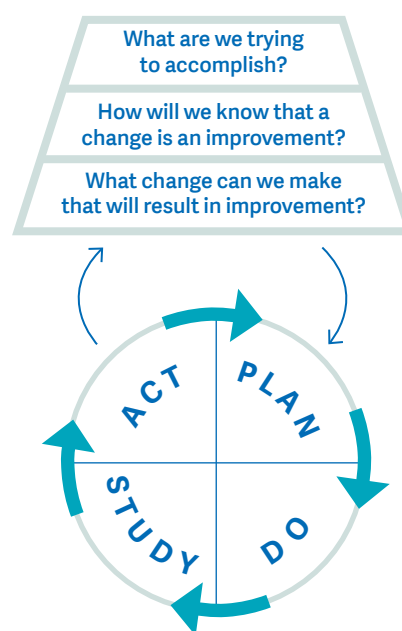 What are we trying
to accomplish?
How will we know that a
change is an improvement?
What change can we make
that will result in improvement?
ACT
PLAN
STUDY
DO